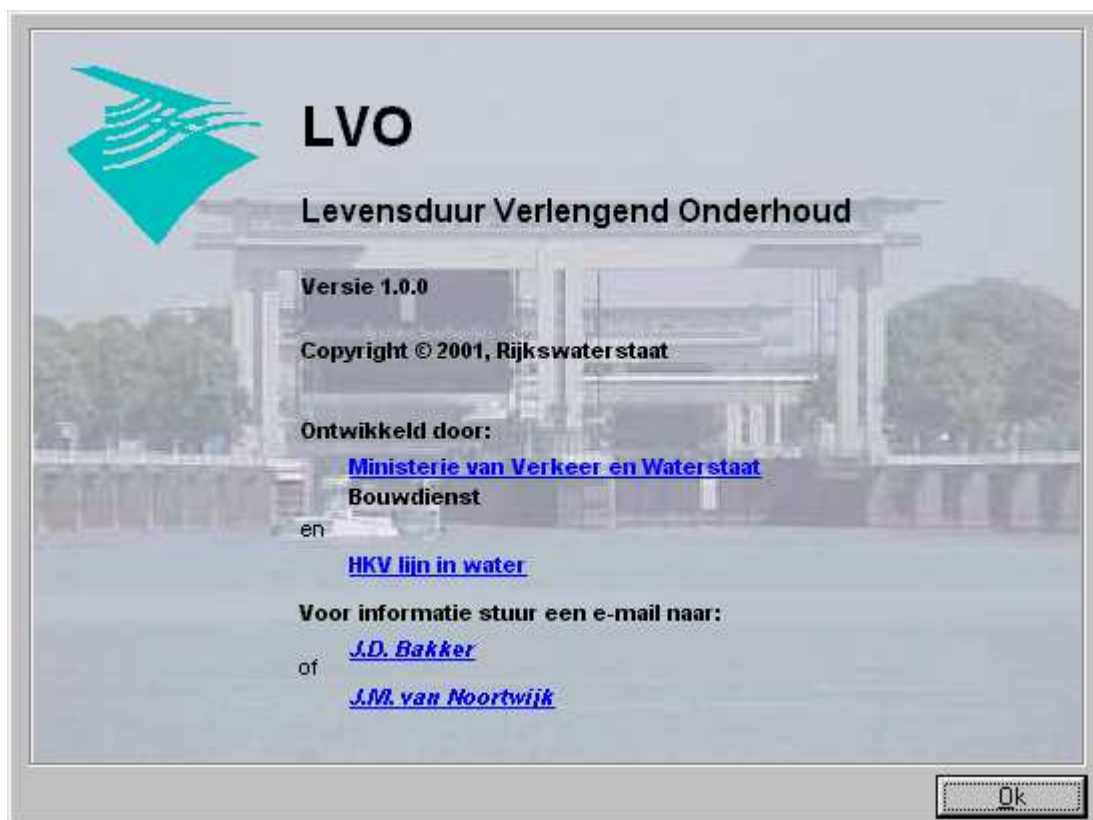 LVO
Levensduur Verlengend Onderhoud
Versie 1.0.0
Copyright © 2001, Rijkswaterstaat
Ontwikkeld door:
Ministerie van Verkeer en Waterstaat
Bouwdienst
en
HKV lijn in water
Voor informatie stuur een e-mail naar:
J.D. Bakker
of
J.M. van Noortwijk
Ok